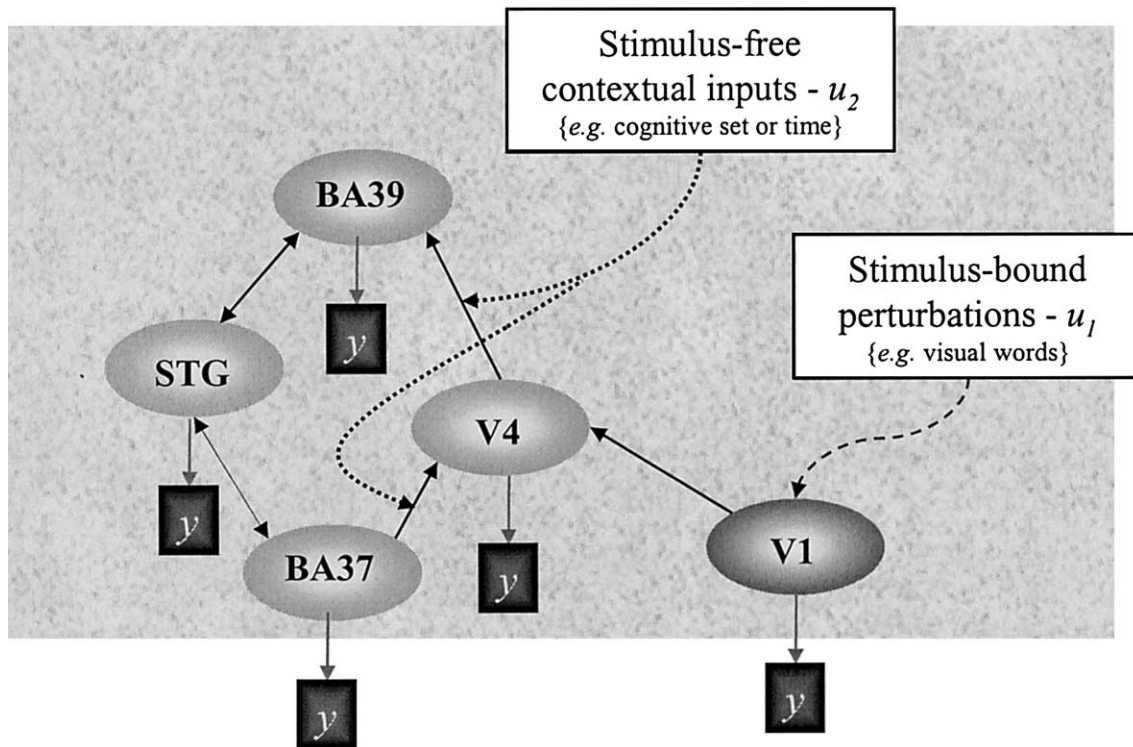 Stimulus-free
contextual inputs - u₂
{e.g. cognitive set or time}
BA39
Stimulus-bound
perturbations - u₁
{e.g. visual words}
y
STG
V4
y
BA37
y
V1
y
y